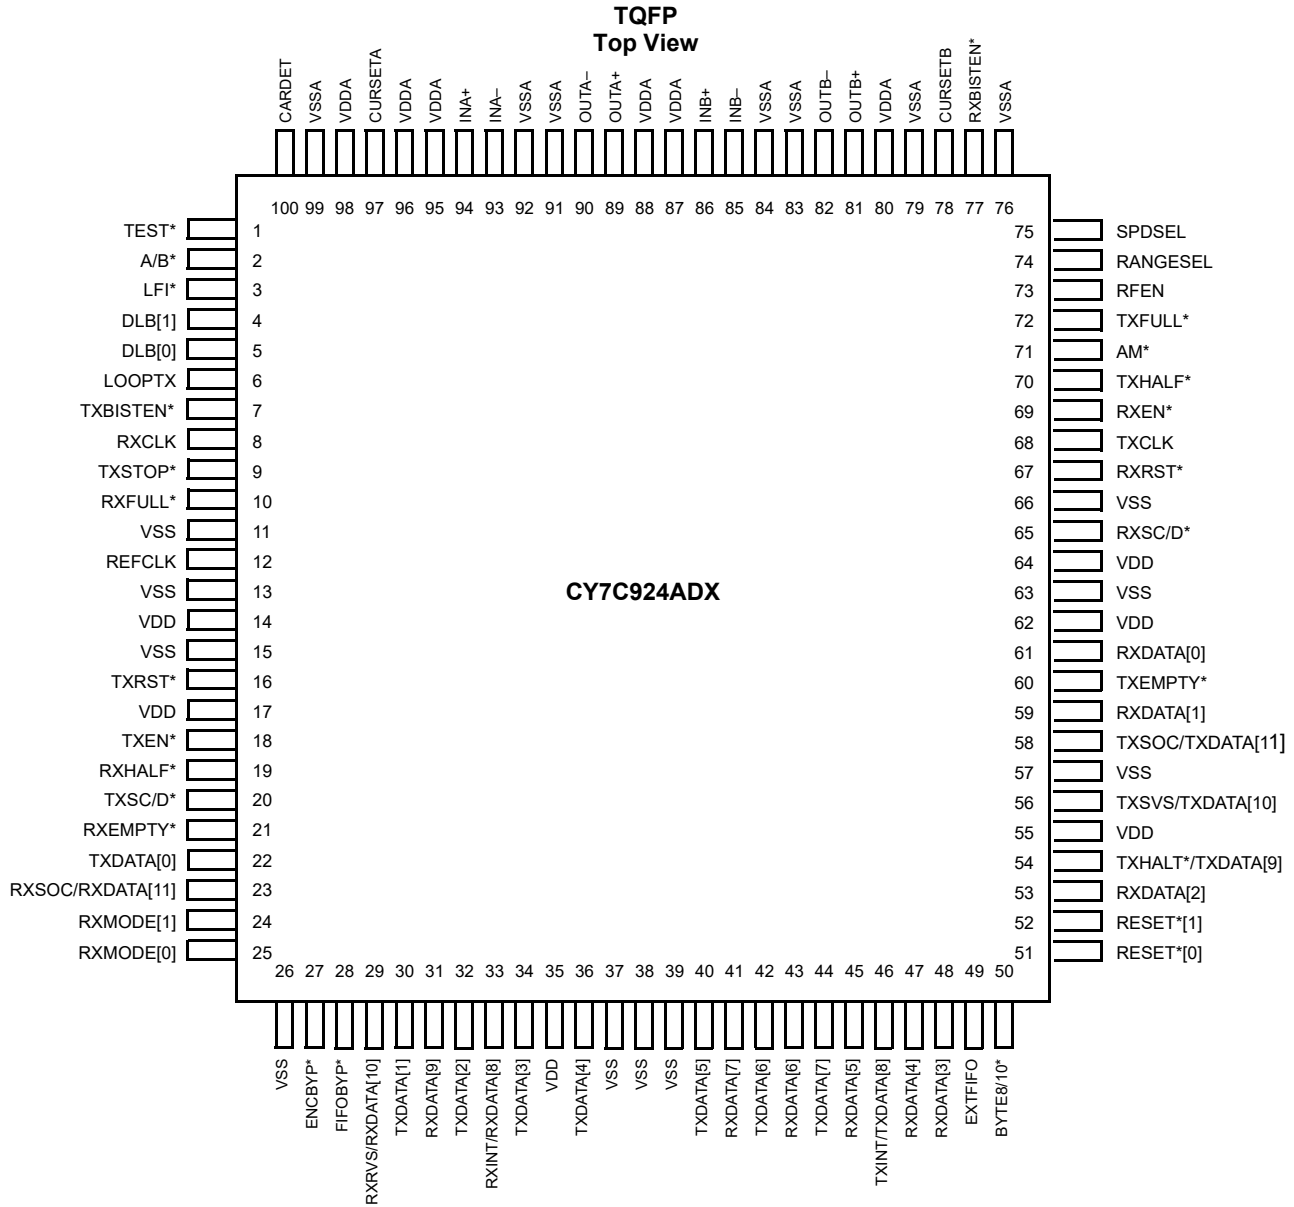 TQFP
Top View
CARDET
VSSA
VDDA
CURSETA
VDDA
VDDA
INA+
INA–
VSSA
VSSA
OUTA–
OUTA+
VDDA
VDDA
INB+
INB–
VSSA
VSSA
OUTB–
OUTB+
VDDA
VSSA
CURSETB
RXBISTEN*
VSSA
100 99 98 97 96 95 94 93 92 91 90 89 88 87 86 85 84 83 82 81 80 79 78 77 76
TEST* 1
A/B* 2
LFI* 3
DLB[1] 4
DLB[0] 5
LOOPTX 6
TXBISTEN* 7
RXCLK 8
TXSTOP* 9
RXFULL* 10
VSS 11
REFCLK 12
VSS 13
VDD 14
VSS 15
TXRST* 16
VDD 17
TXEN* 18
RXHALF* 19
TXSC/D* 20
RXEMPTY* 21
TXDATA[0] 22
RXSOC/RXDATA[11] 23
RXMODE[1] 24
RXMODE[0] 25
CY7C924ADX
75 SPDSEL
74 RANGESEL
73 RFEN
72 TXFULL*
71 AM*
70 TXHALF*
69 RXEN*
68 TXCLK
67 RXRST*
66 VSS
65 RXSC/D*
64 VDD
63 VSS
62 VDD
61 RXDATA[0]
60 TXEMPTY*
59 RXDATA[1]
58 TXSOC/TXDATA[11]
57 VSS
56 TXSVS/TXDATA[10]
55 VDD
54 TXHALT*/TXDATA[9]
53 RXDATA[2]
52 RESET*[1]
51 RESET*[0]
26 27 28 29 30 31 32 33 34 35 36 37 38 39 40 41 42 43 44 45 46 47 48 49 50
VSS
ENCBYP*
FIFOBYP*
RXRVS/RXDATA[10]
TXDATA[1]
RXDATA[9]
TXDATA[2]
RXINT/RXDATA[8]
TXDATA[3]
VDD
TXDATA[4]
VSS
VSS
VSS
TXDATA[5]
RXDATA[7]
TXDATA[6]
RXDATA[6]
TXDATA[7]
RXDATA[5]
TXINT/TXDATA[8]
RXDATA[4]
RXDATA[3]
EXTFIFO
BYTE8/10*